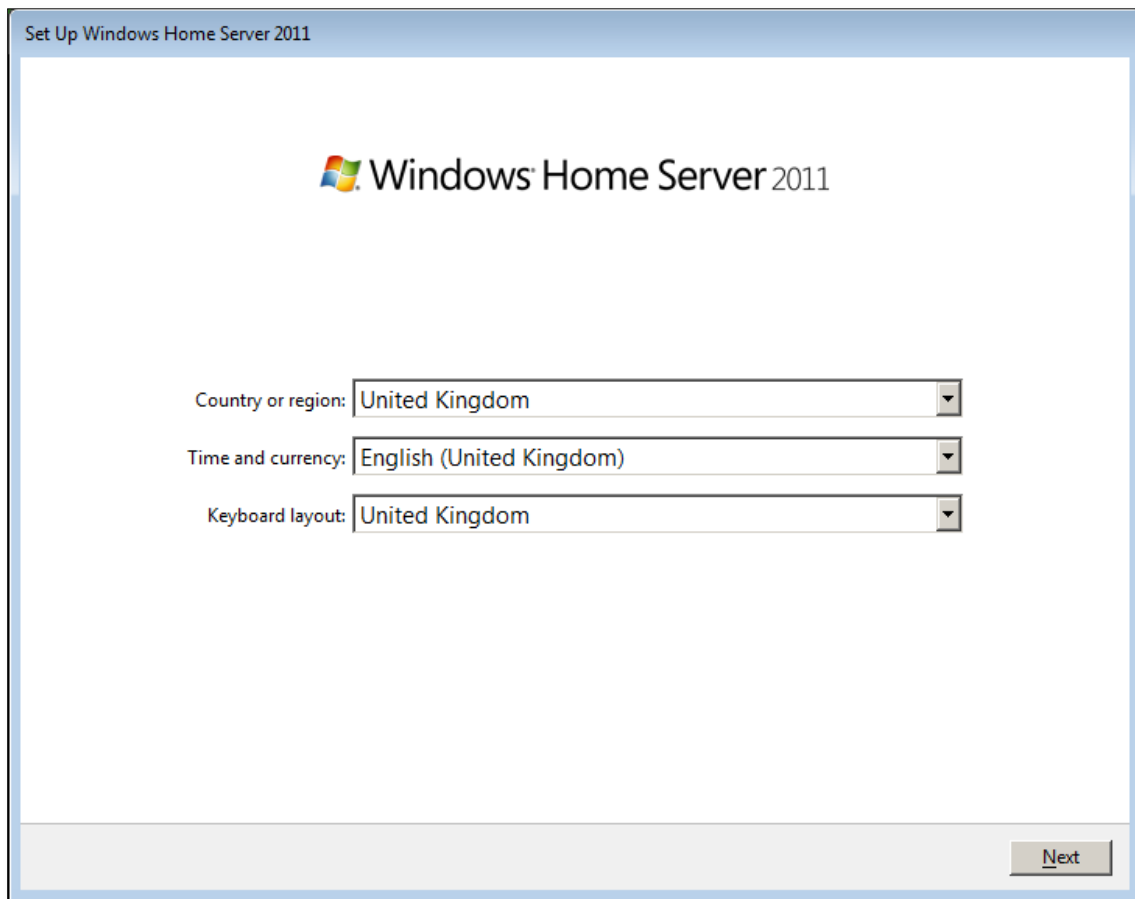 Set Up Windows Home Server 2011
Windows Home Server 2011
Country or region: United Kingdom
Time and currency: English (United Kingdom)
Keyboard layout: United Kingdom
Next